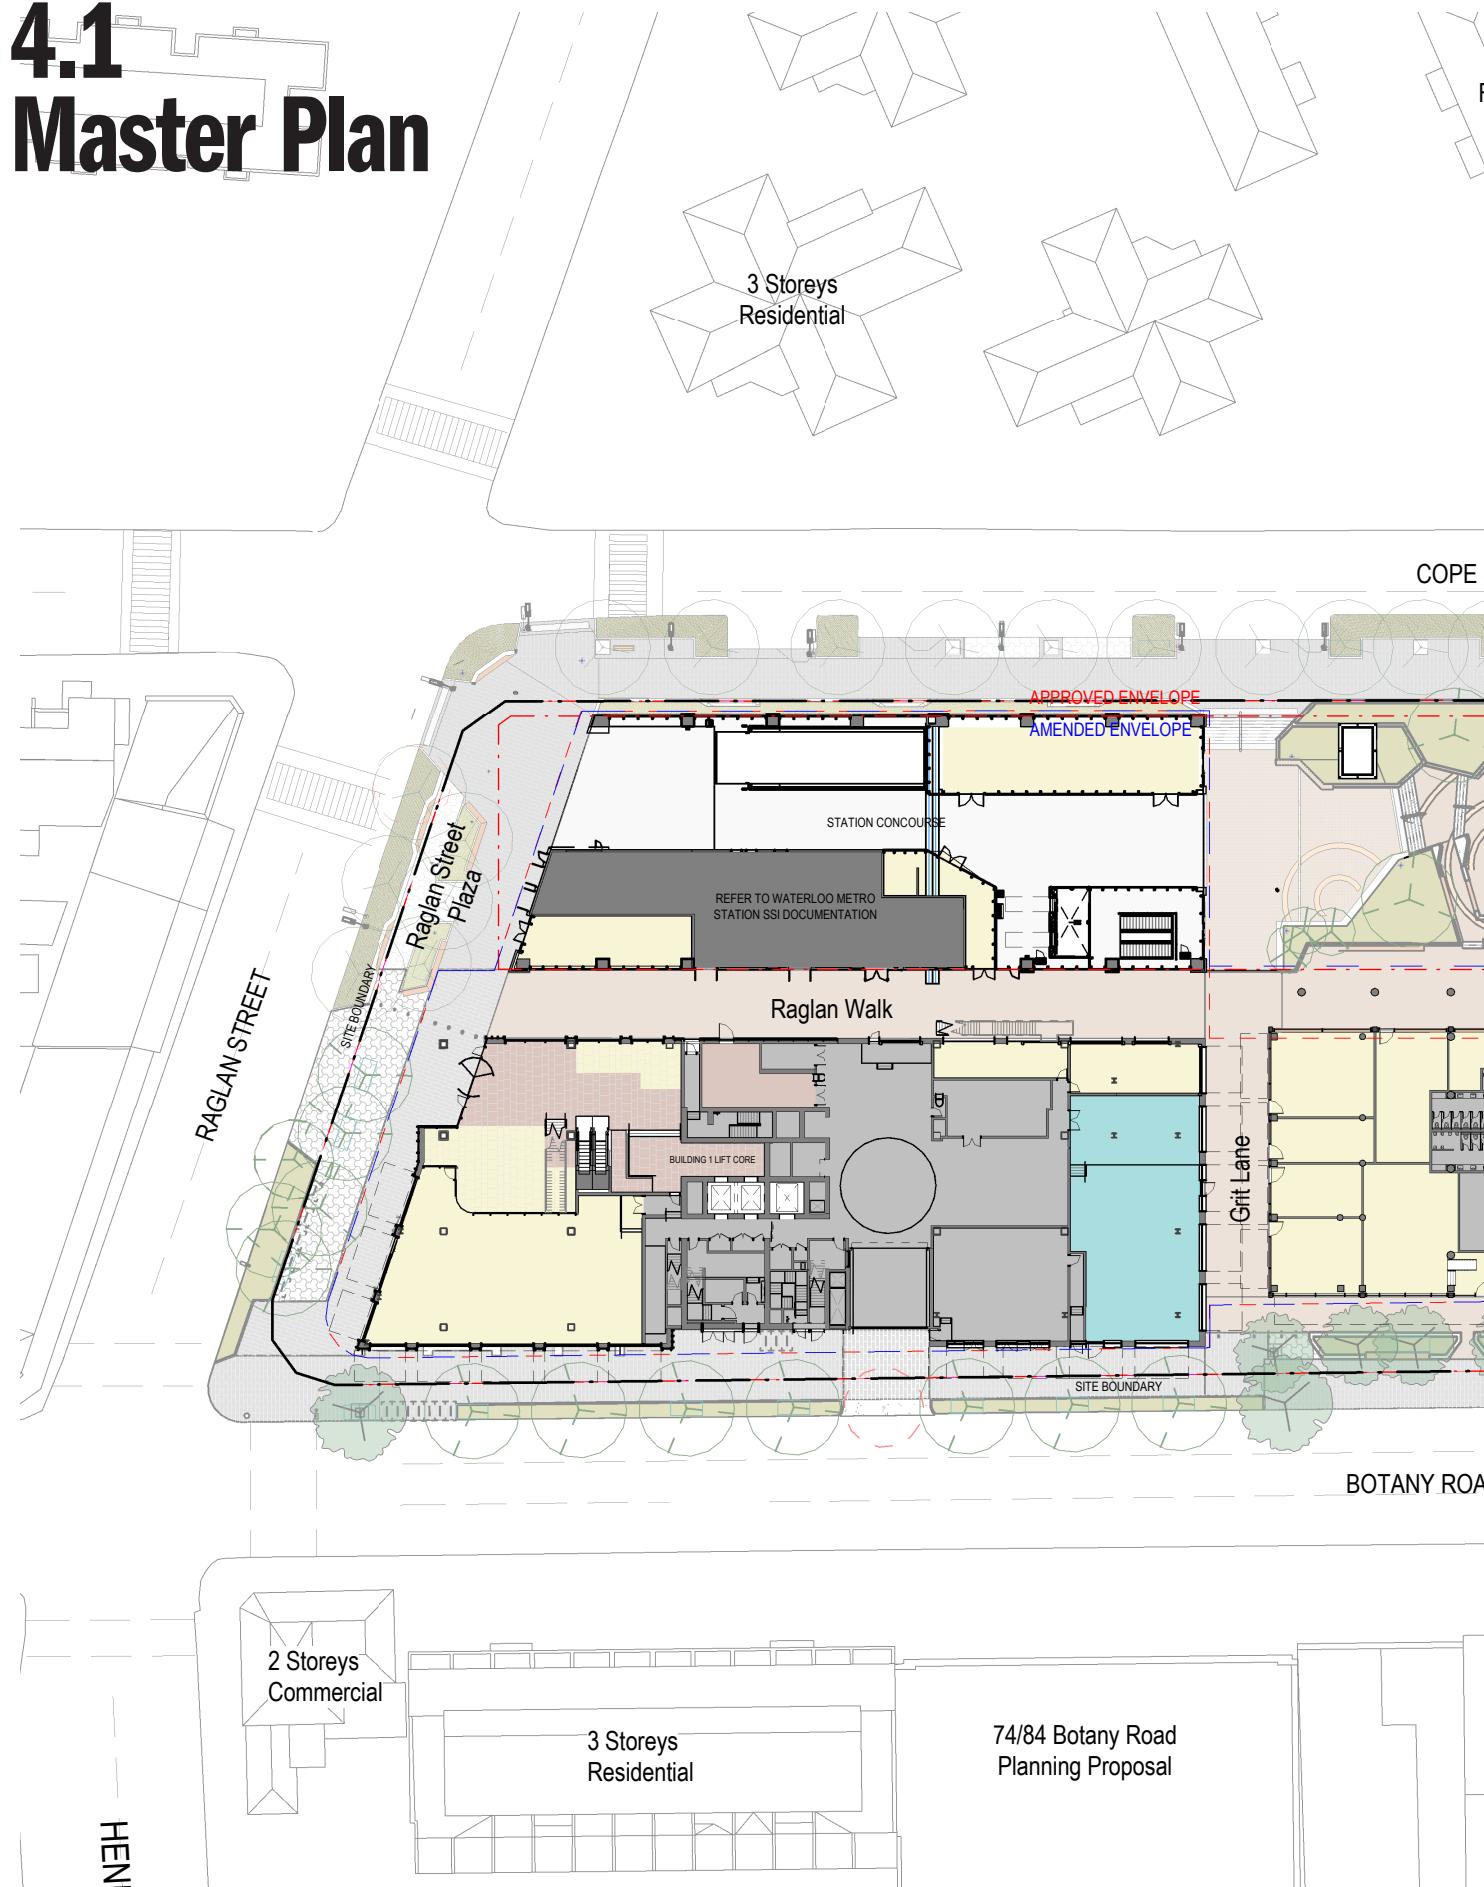 4.1
Master Plan
3 Storeys
Residential
COPE
APPROVED ENVELOPE
AMENDED ENVELOPE
STATION CONCOURSE
Raglan Street
Plaza
REFER TO WATERLOO METRO
STATION SSI DOCUMENTATION
SITE BOUNDARY
RAGLAN STREET
Raglan Walk
BUILDING 1 LIFT CORE
Grit Lane
SITE BOUNDARY
BOTANY ROA
2 Storeys
Commercial
3 Storeys
Residential
74/84 Botany Road
Planning Proposal
HEN